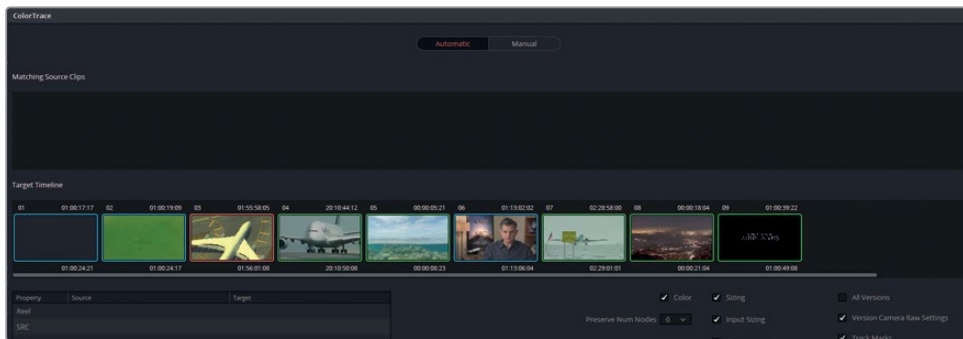 ColorTrace
Automatic Manual
Matching Source Clips
Target Timeline
01 01:00:17:17 02 01:00:19:09 03 01:55:58:05 04 20:10:44:12 05 00:00:05:21 06 01:13:02:02 07 02:28:58:00 08 00:00:18:04 09 01:00:39:22
01:00:24:21 01:00:24:17 01:56:01:08 20:10:50:08 00:00:08:23 01:13:06:04 02:29:01:01 00:00:21:04 01:00:49:08
Property Source Target
Color Sizing All Versions
Reel
Preserve Num Nodes 0 Input Sizing Version Camera Raw Settings
SRC
Track Marks